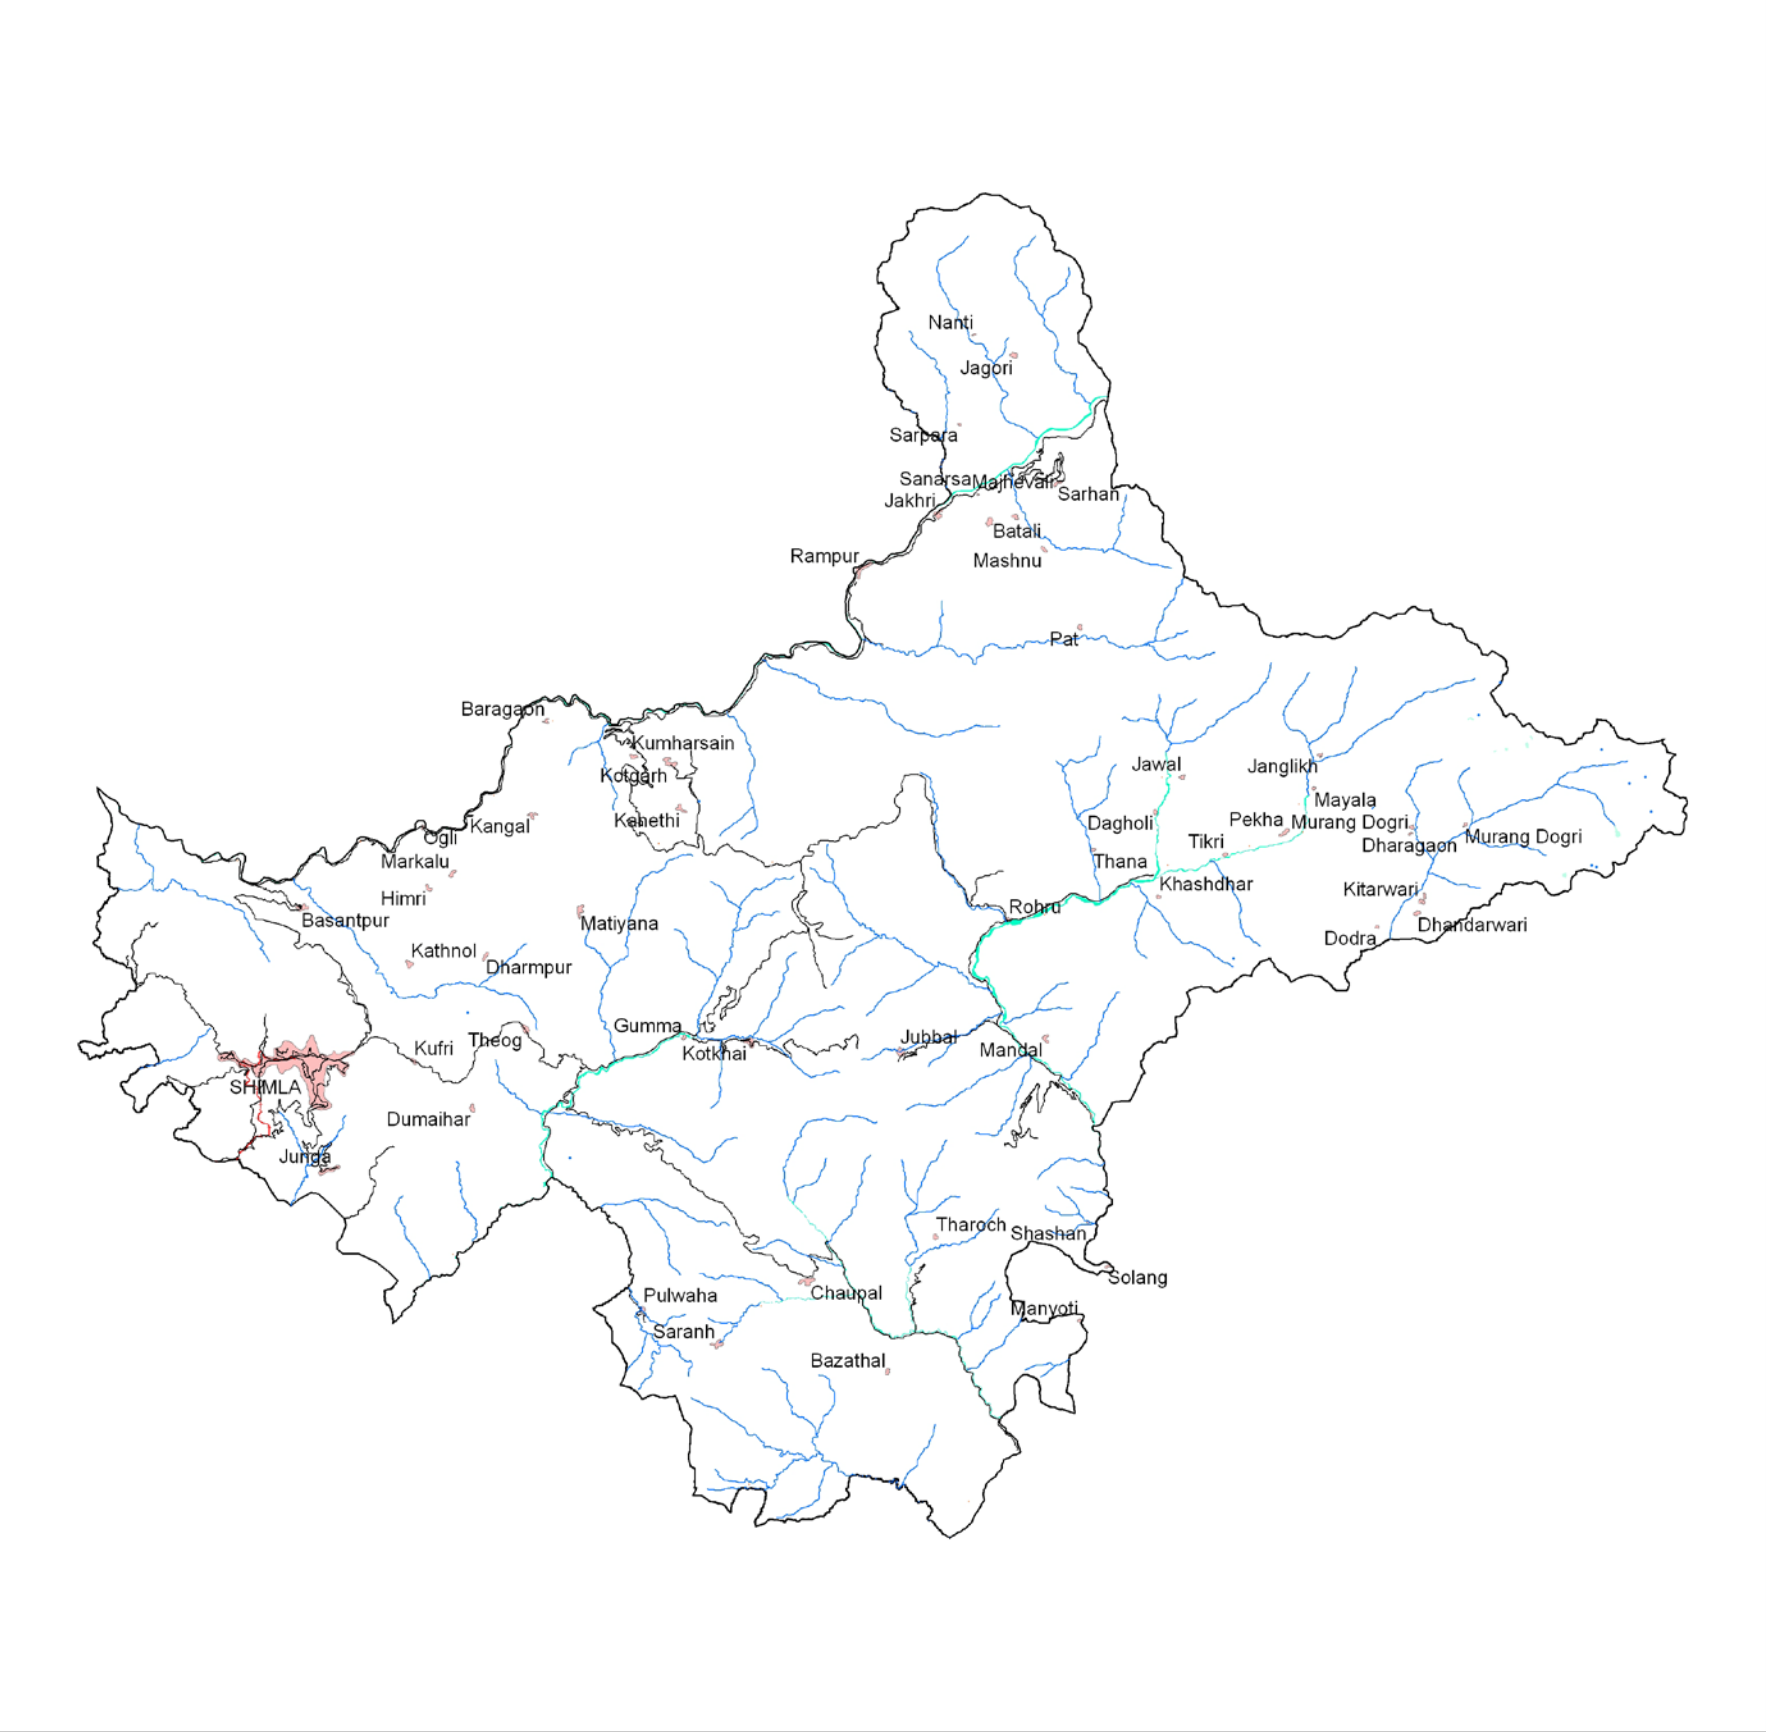 Nanti
Jagori
Sarpara
Sanarsa
Majhevali
Sarhan
Jakhri
Batali
Rampur
Mashnu
Pat
Baragaon
Kumharsain
Kotgarh
Jawal
Janglikh
Mayala
Kangal
Kahethi
Dagholi
Pekha
Murang Dogri
Ogli
Tikri
Dharagaon
Murang Dogri
Markalu
Thana
Khashdhar
Kitarwari
Himri
Basantpur
Matiyana
Rohru
Dhandarwari
Dodra
Kathnol
Dharmpur
Gumma
Theog
Kufri
Kotkhai
Jubbal
Mandal
SHIMLA
Dumaihar
Junga
Tharoch
Shashan
Solang
Pulwaha
Chaupal
Manyoti
Saranh
Bazathal